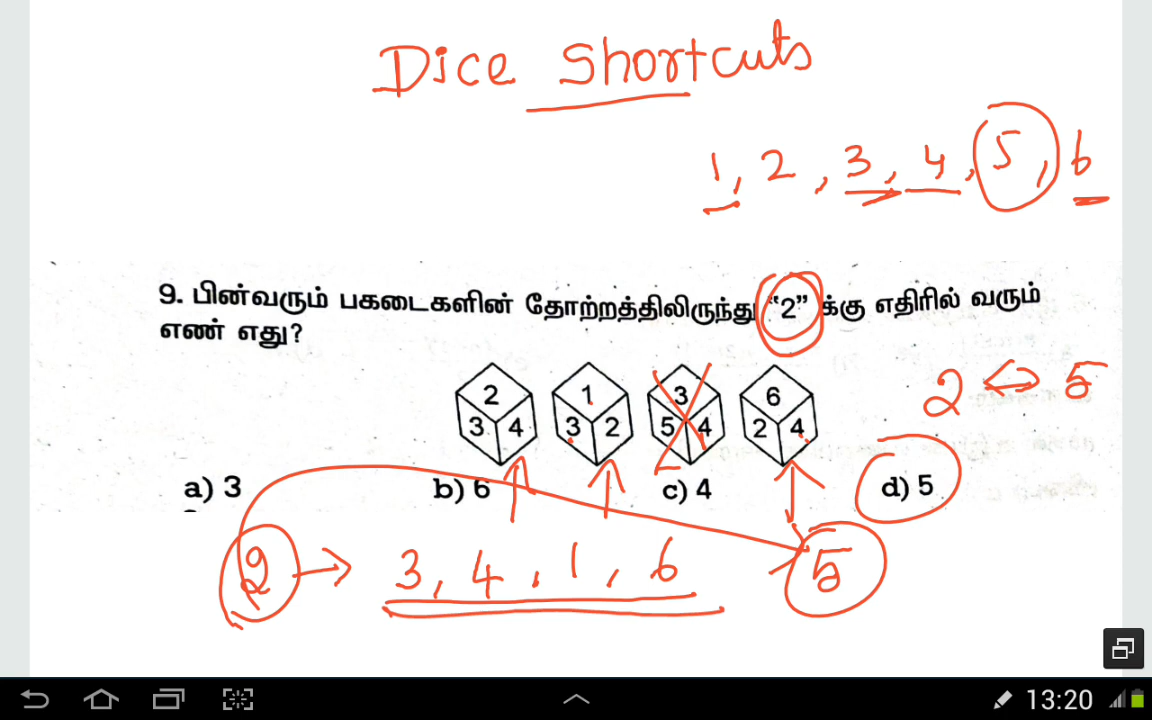 Dice Shortcuts
1, 2, 3, 4, 5, 6
9. பின்வரும் பகடைகளின் தோற்றத்திலிருந்து “2” க்கு எதிரில் வரும்
எண் எது?
2 3 4
1 3 2
3 5 4
6 2 4
2 ↔ 5
a) 3 b) 6 c) 4 d) 5
2 → 3, 4, 1, 6 5
13:20